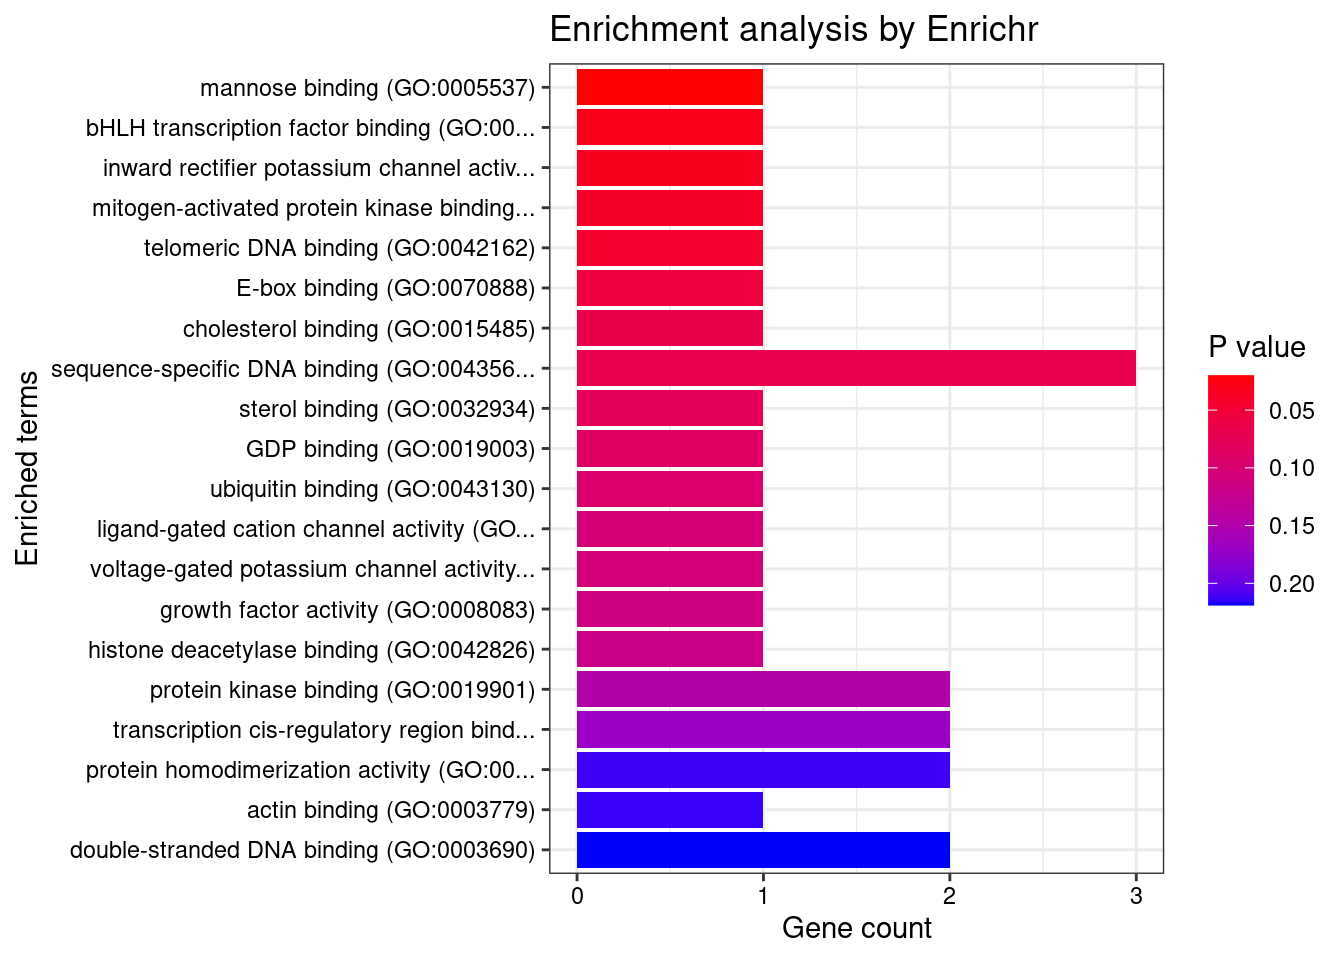 Enrichment analysis by Enrichr
mannose binding (GO:0005537)
bHLH transcription factor binding (GO:00...
inward rectifier potassium channel activ...
mitogen-activated protein kinase binding...
telomeric DNA binding (GO:0042162)
E-box binding (GO:0070888)
cholesterol binding (GO:0015485)
sequence-specific DNA binding (GO:004356...
sterol binding (GO:0032934)
GDP binding (GO:0019003)
ubiquitin binding (GO:0043130)
ligand-gated cation channel activity (GO...
voltage-gated potassium channel activity...
growth factor activity (GO:0008083)
histone deacetylase binding (GO:0042826)
protein kinase binding (GO:0019901)
transcription cis-regulatory region bind...
protein homodimerization activity (GO:00...
actin binding (GO:0003779)
double-stranded DNA binding (GO:0003690)
Enriched terms
0 1 2 3
Gene count
P value
0.05
0.10
0.15
0.20